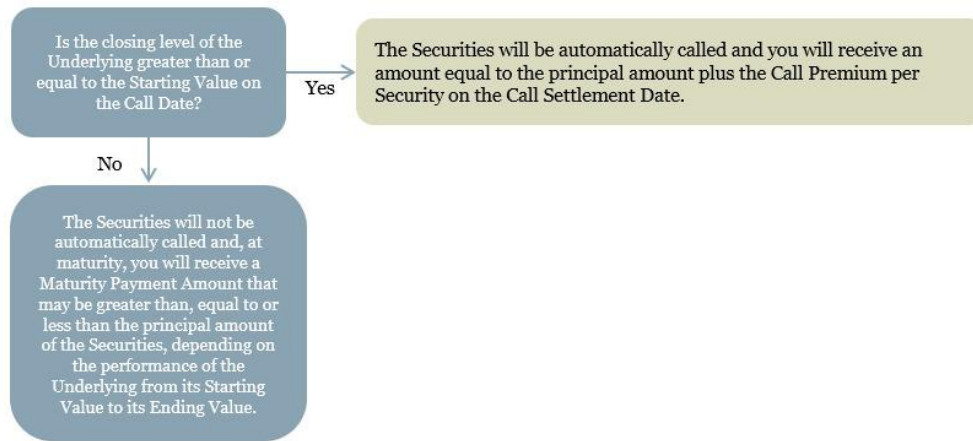 Is the closing level of the
Underlying greater than or
equal to the Starting Value on
the Call Date?
Yes
The Securities will be automatically called and you will receive an
amount equal to the principal amount plus the Call Premium per
Security on the Call Settlement Date.
No
The Securities will not be
automatically called and, at
maturity, you will receive a
Maturity Payment Amount that
may be greater than, equal to or
less than the principal amount
of the Securities, depending on
the performance of the
Underlying from its Starting
Value to its Ending Value.